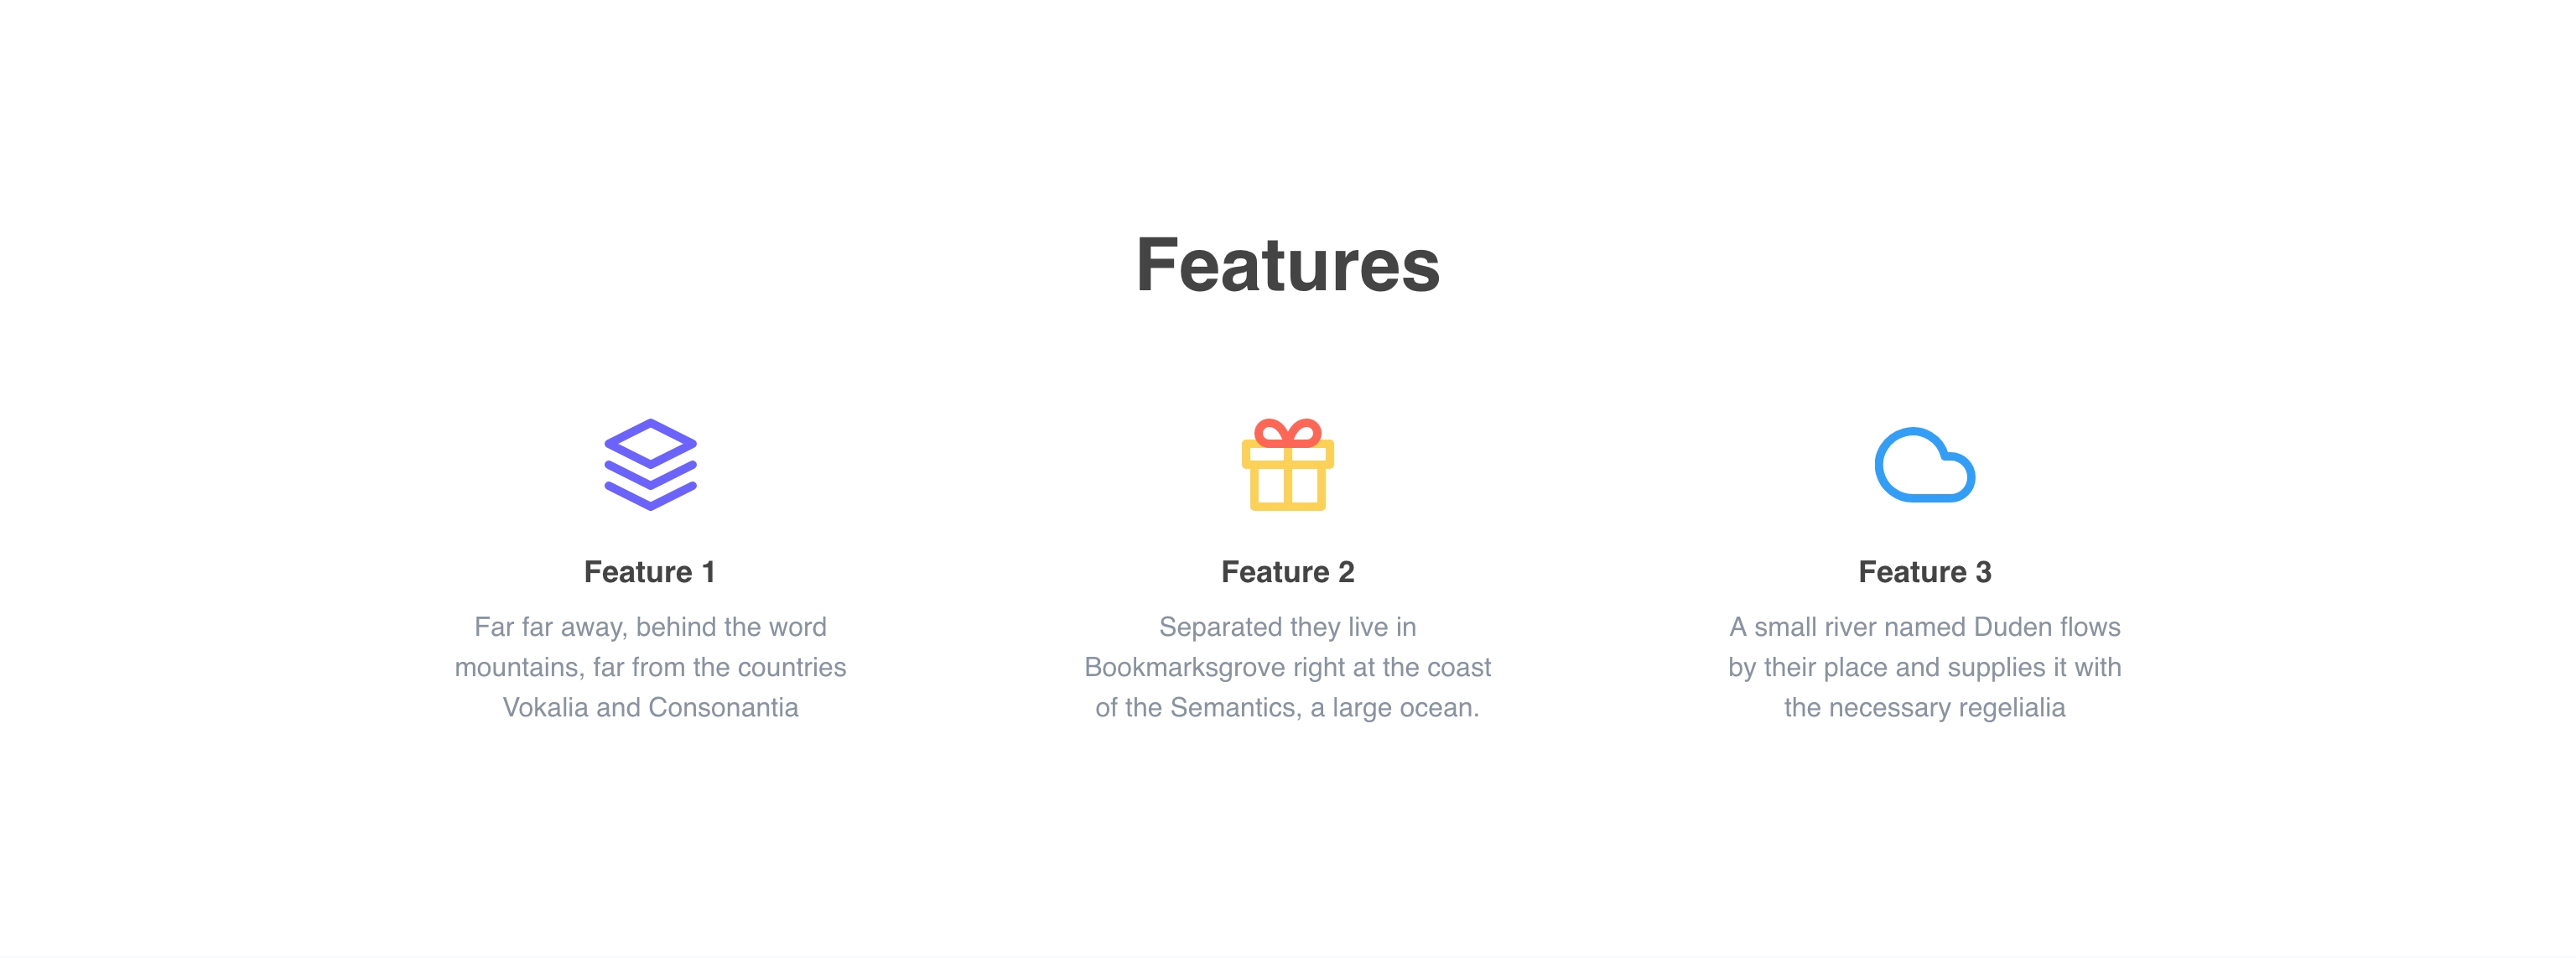 Features
Feature 1
Far far away, behind the word
mountains, far from the countries
Vokalia and Consonantia
Feature 2
Separated they live in
Bookmarksgrove right at the coast
of the Semantics, a large ocean.
Feature 3
A small river named Duden flows
by their place and supplies it with
the necessary regelialia